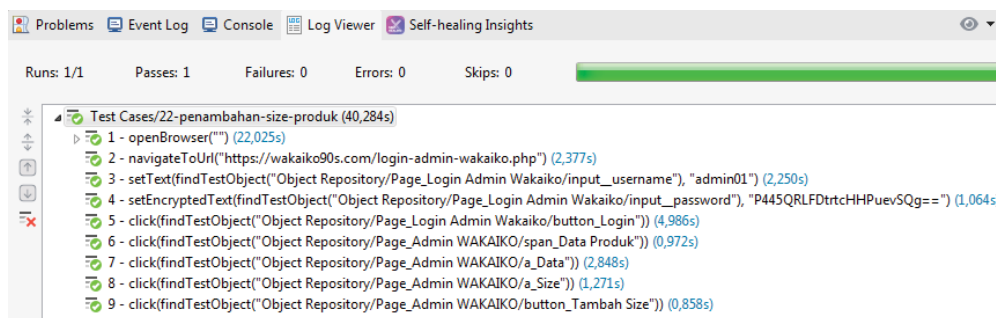 Problems Event Log Console Log Viewer Self-healing Insights
Runs: 1/1 Passes: 1 Failures: 0 Errors: 0 Skips: 0
Test Cases/22-penambahan-size-produk (40,284s)
1 - openBrowser("") (22,025s)
2 - navigateToUrl("https://wakaiko90s.com/login-admin-wakaiko.php") (2,377s)
3 - setText(findTestObject("Object Repository/Page_Login Admin Wakaiko/input__username"), "admin01") (2,250s)
4 - setEncryptedText(findTestObject("Object Repository/Page_Login Admin Wakaiko/input__password"), "P445QRLFDtrtcHHPuevSQg==") (1,064s
5 - click(findTestObject("Object Repository/Page_Login Admin Wakaiko/button_Login")) (4,986s)
6 - click(findTestObject("Object Repository/Page_Admin WAKAIKO/span_Data Produk")) (0,972s)
7 - click(findTestObject("Object Repository/Page_Admin WAKAIKO/a_Data")) (2,848s)
8 - click(findTestObject("Object Repository/Page_Admin WAKAIKO/a_Size")) (1,271s)
9 - click(findTestObject("Object Repository/Page_Admin WAKAIKO/button_Tambah Size")) (0,858s)